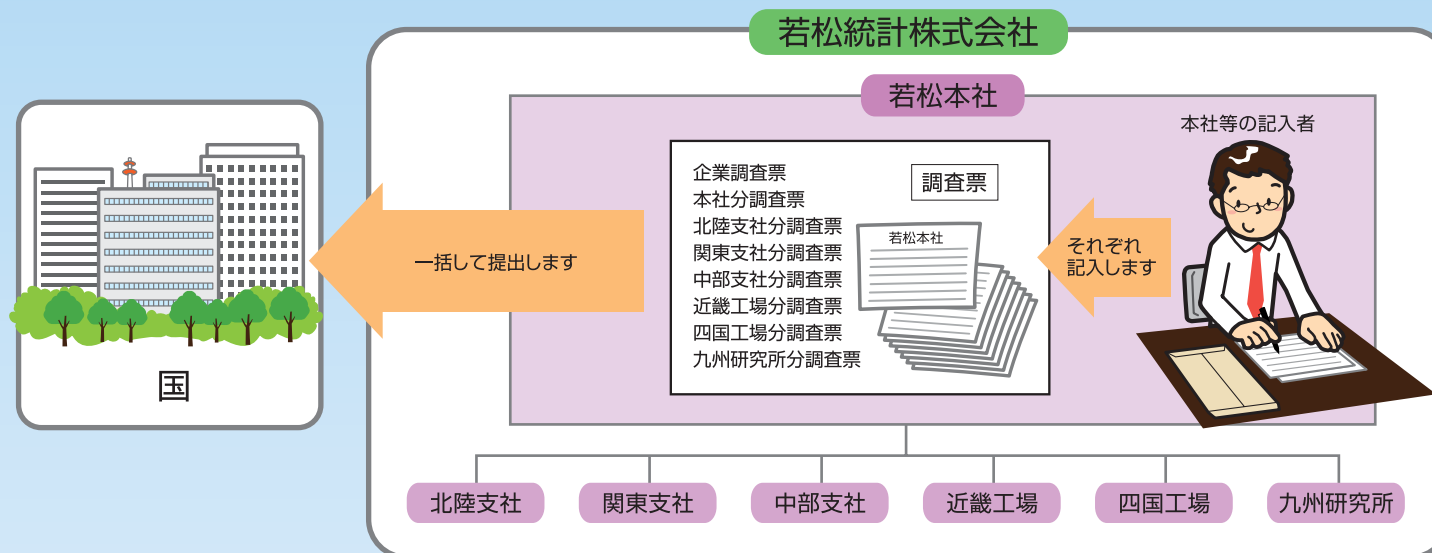 若松統計株式会社
若松本社
本社等の記入者
企業調査票
本社分調査票
北陸支社分調査票
関東支社分調査票
中部支社分調査票
近畿工場分調査票
四国工場分調査票
九州研究所分調査票
調査票
若松本社
それぞれ
記入します
一括して提出します
国
北陸支社
関東支社
中部支社
近畿工場
四国工場
九州研究所